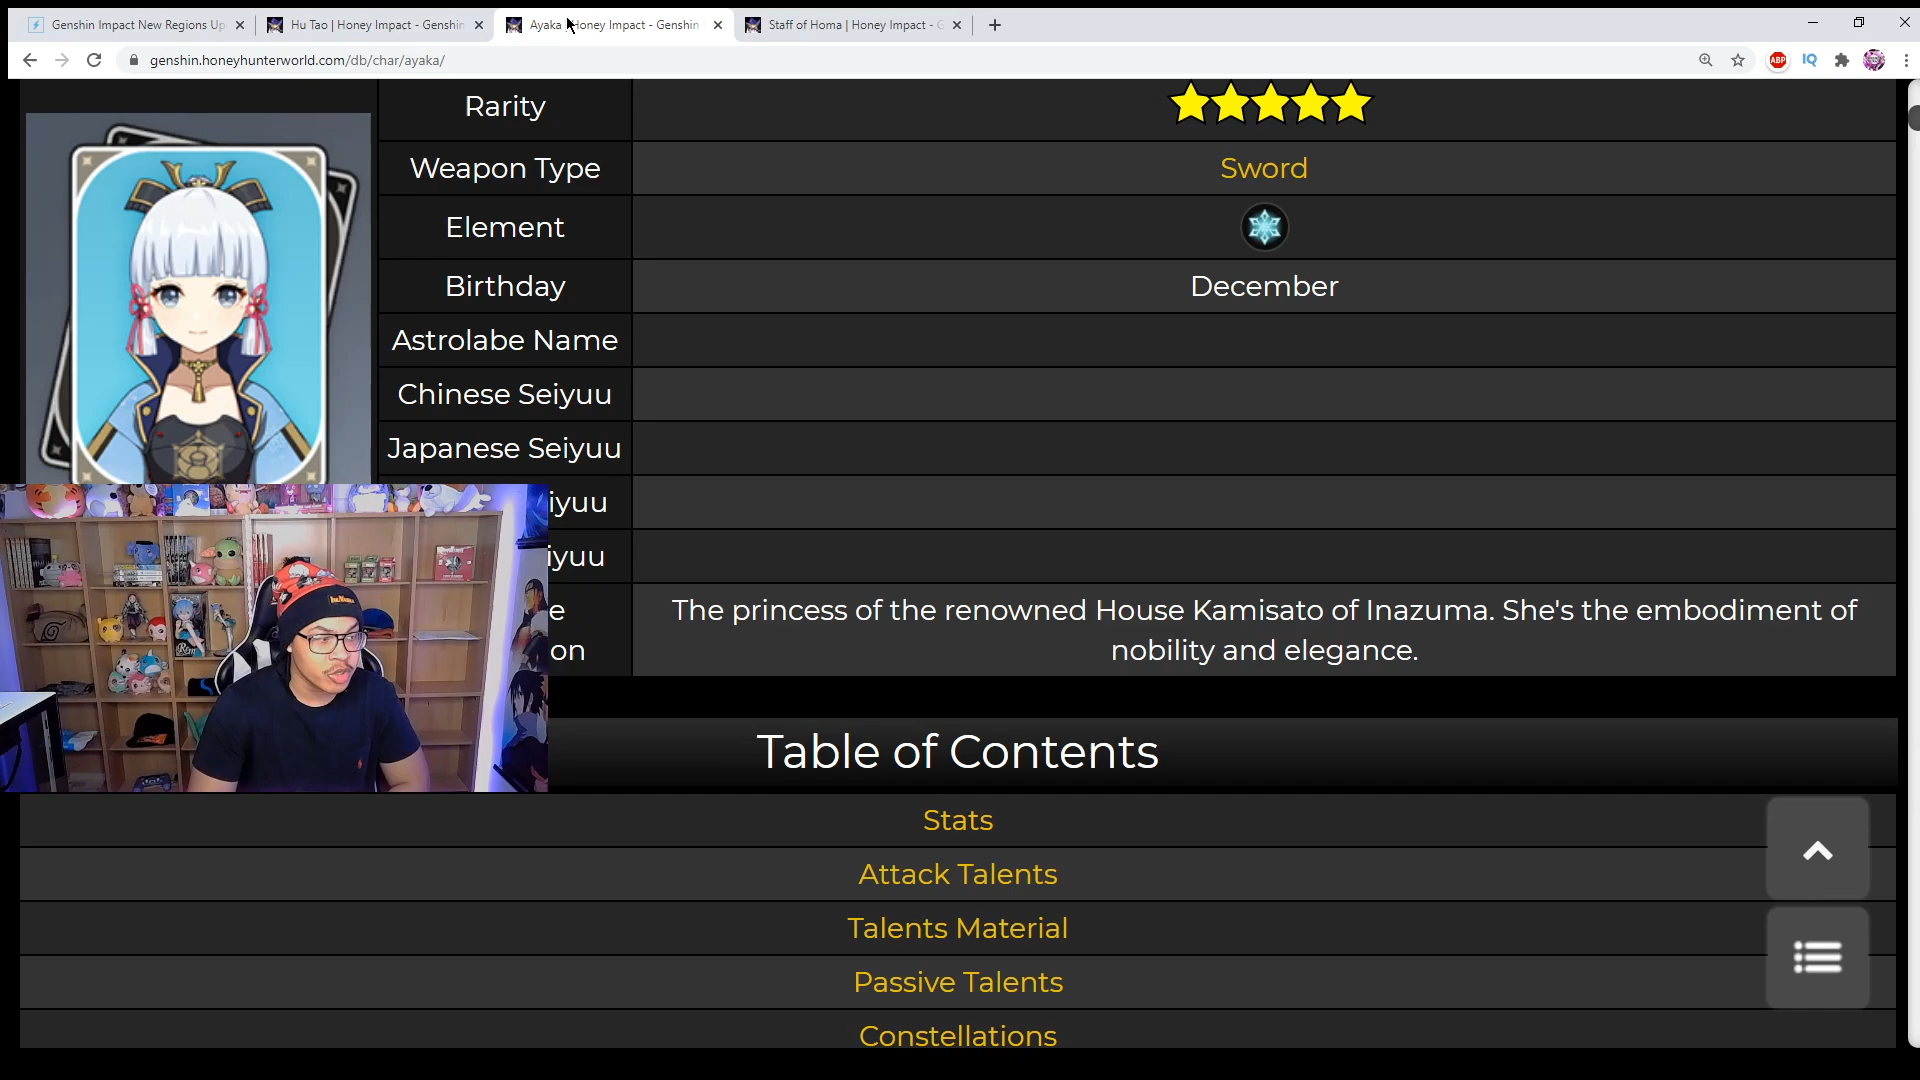 Genshin Impact New Regions Up
Hu Tao | Honey Impact - Genshin
Ayaka | Honey Impact - Genshin
Staff of Homa | Honey Impact - G
genshin.honeyhunterworld.com/db/char/ayaka/
ABP
IQ
Rarity
Weapon Type
Sword
Element
Birthday
December
Astrolabe Name
Chinese Seiyuu
Japanese Seiyuu
iyuu
iyuu
e
on
The princess of the renowned House Kamisato of Inazuma. She's the embodiment of
nobility and elegance.
Rem
Table of Contents
Stats
Attack Talents
Talents Material
Passive Talents
Constellations